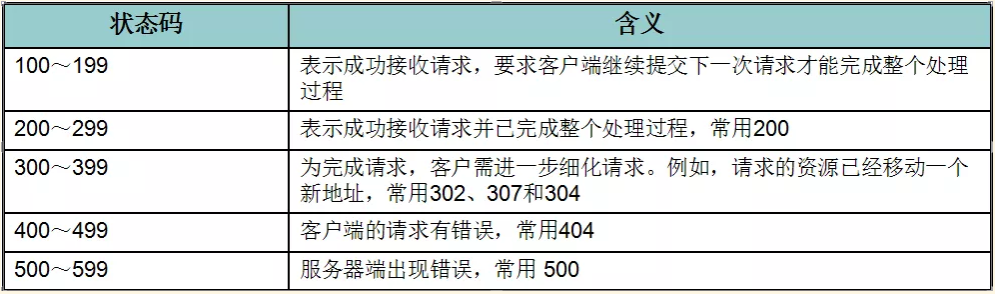 状态码 含义
100～199 表示成功接收请求，要求客户端继续提交下一次请求才能完成整个处理
过程
200～299 表示成功接收请求并已完成整个处理过程，常用200
300～399 为完成请求，客户需进一步细化请求。例如，请求的资源已经移动一个
新地址，常用302、307和304
400～499 客户端的请求有错误，常用404
500～599 服务器端出现错误，常用 500